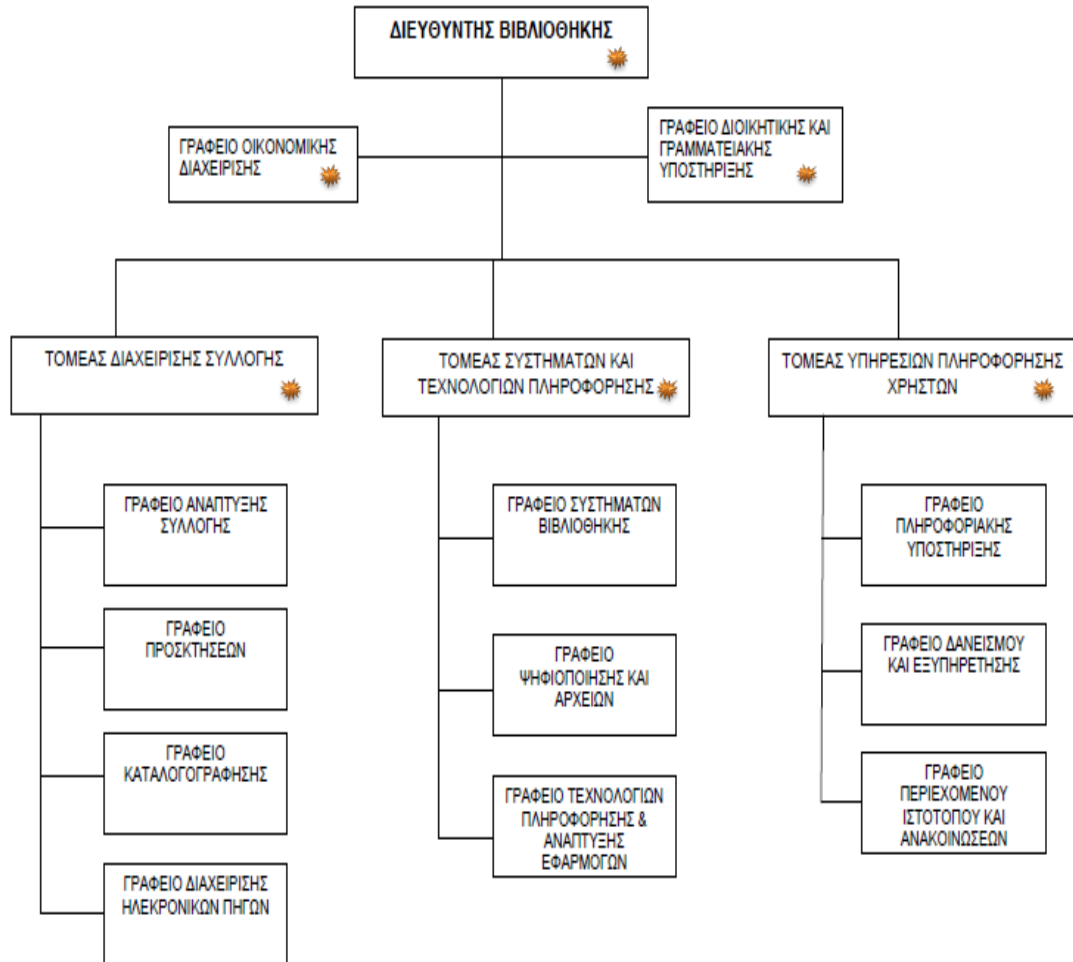 ΔΙΕΥΘΥΝΤΗΣ ΒΙΒΛΙΟΘΗΚΗΣ
ΓΡΑΦΕΙΟ ΟΙΚΟΝΟΜΙΚΗΣ
ΔΙΑΧΕΙΡΙΣΗΣ
ΓΡΑΦΕΙΟ ΔΙΟΙΚΗΤΙΚΗΣ ΚΑΙ
ΓΡΑΜΜΑΤΕΙΑΚΗΣ
ΥΠΟΣΤΗΡΙΞΗΣ
ΤΟΜΕΑΣ ΔΙΑΧΕΙΡΙΣΗΣ ΣΥΛΛΟΓΗΣ
ΤΟΜΕΑΣ ΣΥΣΤΗΜΑΤΩΝ ΚΑΙ
ΤΕΧΝΟΛΟΓΙΩΝ ΠΛΗΡΟΦΟΡΗΣΗΣ
ΤΟΜΕΑΣ ΥΠΗΡΕΣΙΩΝ ΠΛΗΡΟΦΟΡΗΣΗΣ
ΧΡΗΣΤΩΝ
ΓΡΑΦΕΙΟ ΑΝΑΠΤΥΞΗΣ
ΣΥΛΛΟΓΗΣ
ΓΡΑΦΕΙΟ
ΠΡΟΣΚΤΗΣΕΩΝ
ΓΡΑΦΕΙΟ
ΚΑΤΑΛΟΓΟΓΡΑΦΗΣΗΣ
ΓΡΑΦΕΙΟ ΔΙΑΧΕΙΡΙΣΗΣ
ΗΛΕΚΡΟΝΙΚΩΝ ΠΗΓΩΝ
ΓΡΑΦΕΙΟ ΣΥΣΤΗΜΑΤΩΝ
ΒΙΒΛΙΟΘΗΚΗΣ
ΓΡΑΦΕΙΟ
ΨΗΦΙΟΠΟΙΗΣΗΣ ΚΑΙ
ΑΡΧΕΙΩΝ
ΓΡΑΦΕΙΟ ΤΕΧΝΟΛΟΓΙΩΝ
ΠΛΗΡΟΦΟΡΗΣΗΣ &
ΑΝΑΠΤΥΞΗΣ
ΕΦΑΡΜΟΓΩΝ
ΓΡΑΦΕΙΟ
ΠΛΗΡΟΦΟΡΙΑΚΗΣ
ΥΠΟΣΤΗΡΙΞΗΣ
ΓΡΑΦΕΙΟ ΔΑΝΕΙΣΜΟΥ
ΚΑΙ ΕΞΥΠΗΡΕΤΗΣΗΣ
ΓΡΑΦΕΙΟ
ΠΕΡΙΕΧΟΜΕΝΟΥ
ΙΣΤΟΤΟΠΟΥ ΚΑΙ
ΑΝΑΚΟΙΝΩΣΕΩΝ